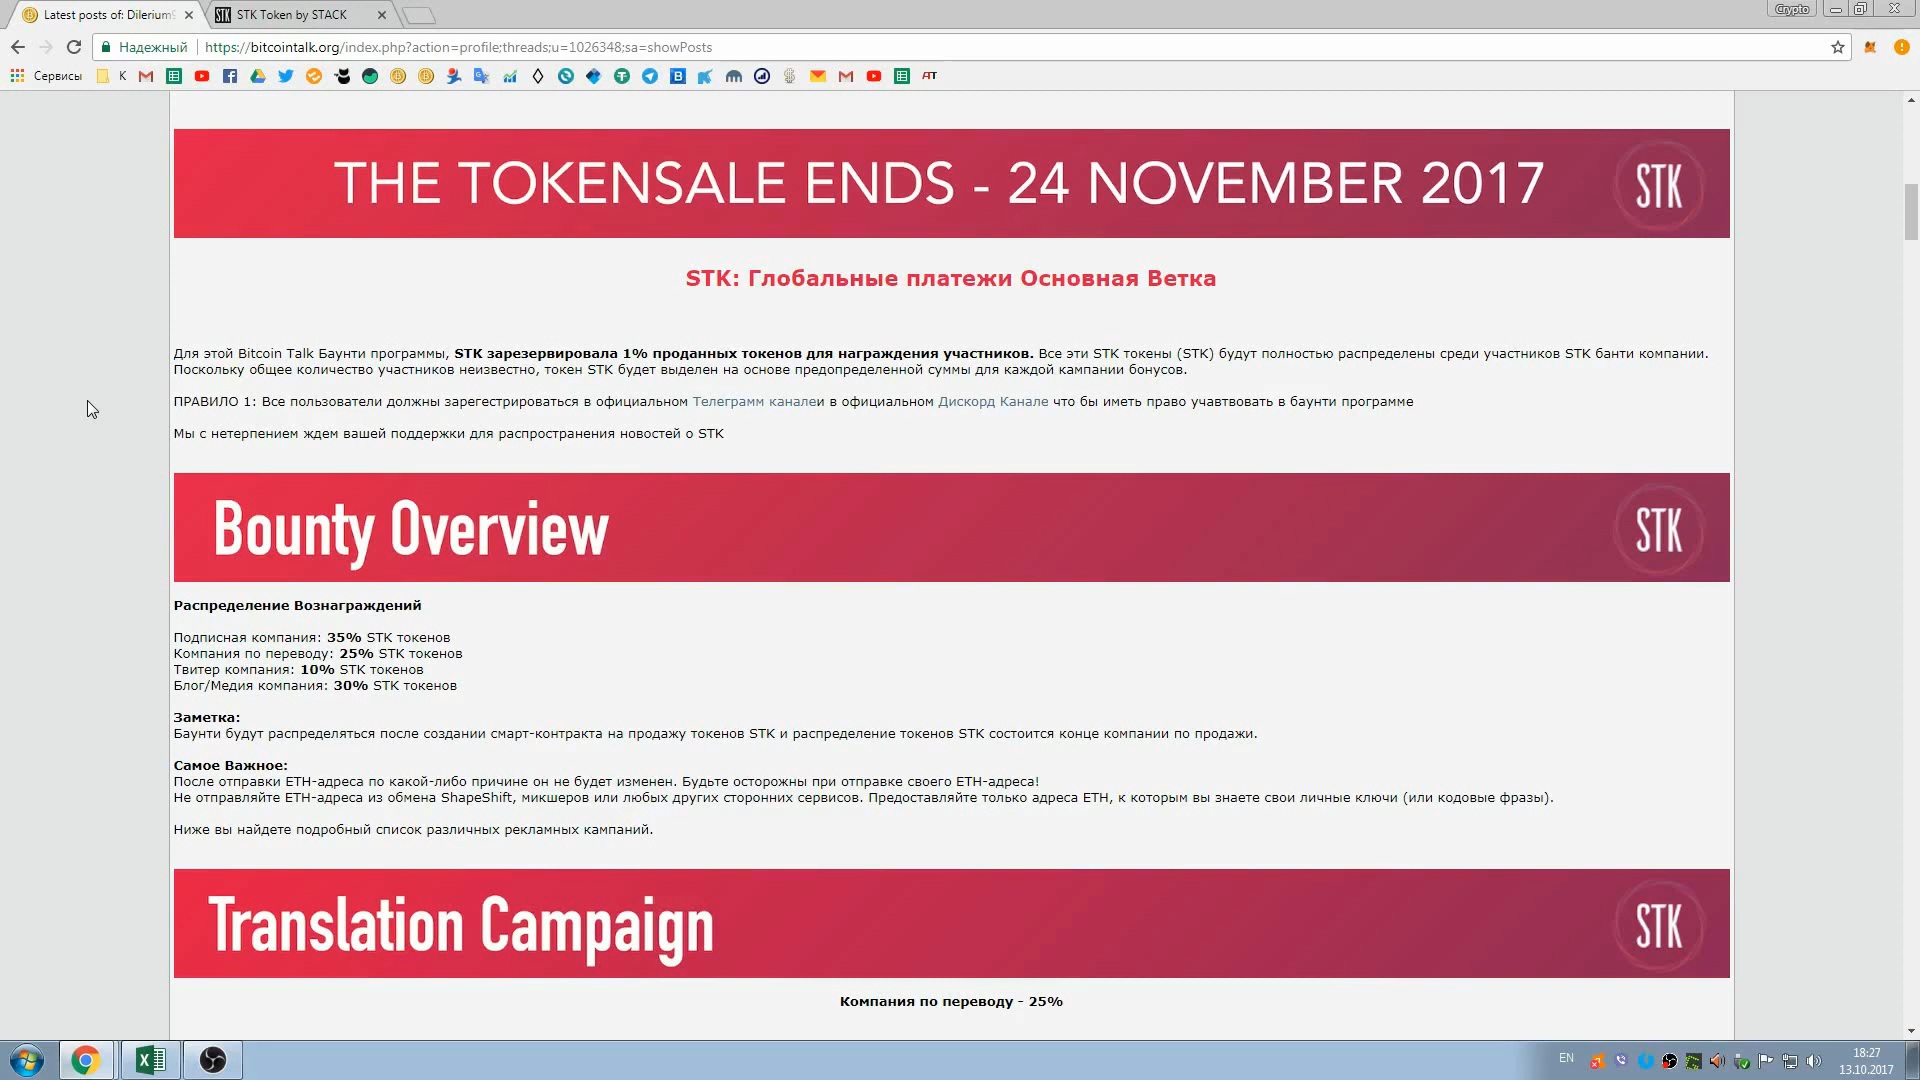 Latest posts of: Dilerium
STK Token by STACK
Crypto
Надежный
https://bitcointalk.org/index.php?action=profile;threads;u=1026348;sa=showPosts
Сервисы
К
THE TOKENSALE ENDS - 24 NOVEMBER 2017
STK
STK: Глобальные платежи Основная Ветка
Для этой Bitcoin Talk Баунти программы, STK зарезервировала 1% проданных токенов для награждения участников. Все эти STK токены (STK) будут полностью распределены среди участников STK банти компании.
Поскольку общее количество участников неизвестно, токен STK будет выделен на основе предопределенной суммы для каждой кампании бонусов.
ПРАВИЛО 1: Все пользователи должны зарегестрироваться в официальном Телеграмм каналеи в официальном Дискорд Канале что бы иметь право учавтвовать в баунти программе
Мы с нетерпением ждем вашей поддержки для распространения новостей о STK
Bounty Overview
STK
Распределение Вознаграждений
Подписная компания: 35% STK токенов
Компания по переводу: 25% STK токенов
Твитер компания: 10% STK токенов
Блог/Медия компания: 30% STK токенов
Заметка:
Баунти будут распределяться после создании смарт-контракта на продажу токенов STK и распределение токенов STK состоится конце компании по продажи.
Самое Важное:
После отправки ETH-адреса по какой-либо причине он не будет изменен. Будьте осторожны при отправке своего ETH-адреса!
Не отправляйте ETH-адреса из обмена ShapeShift, микшеров или любых других сторонних сервисов. Предоставляйте только адреса ETH, к которым вы знаете свои личные ключи (или кодовые фразы).
Ниже вы найдете подробный список различных рекламных кампаний.
Translation Campaign
STK
Компания по переводу - 25%
EN
18:27
13.10.2017